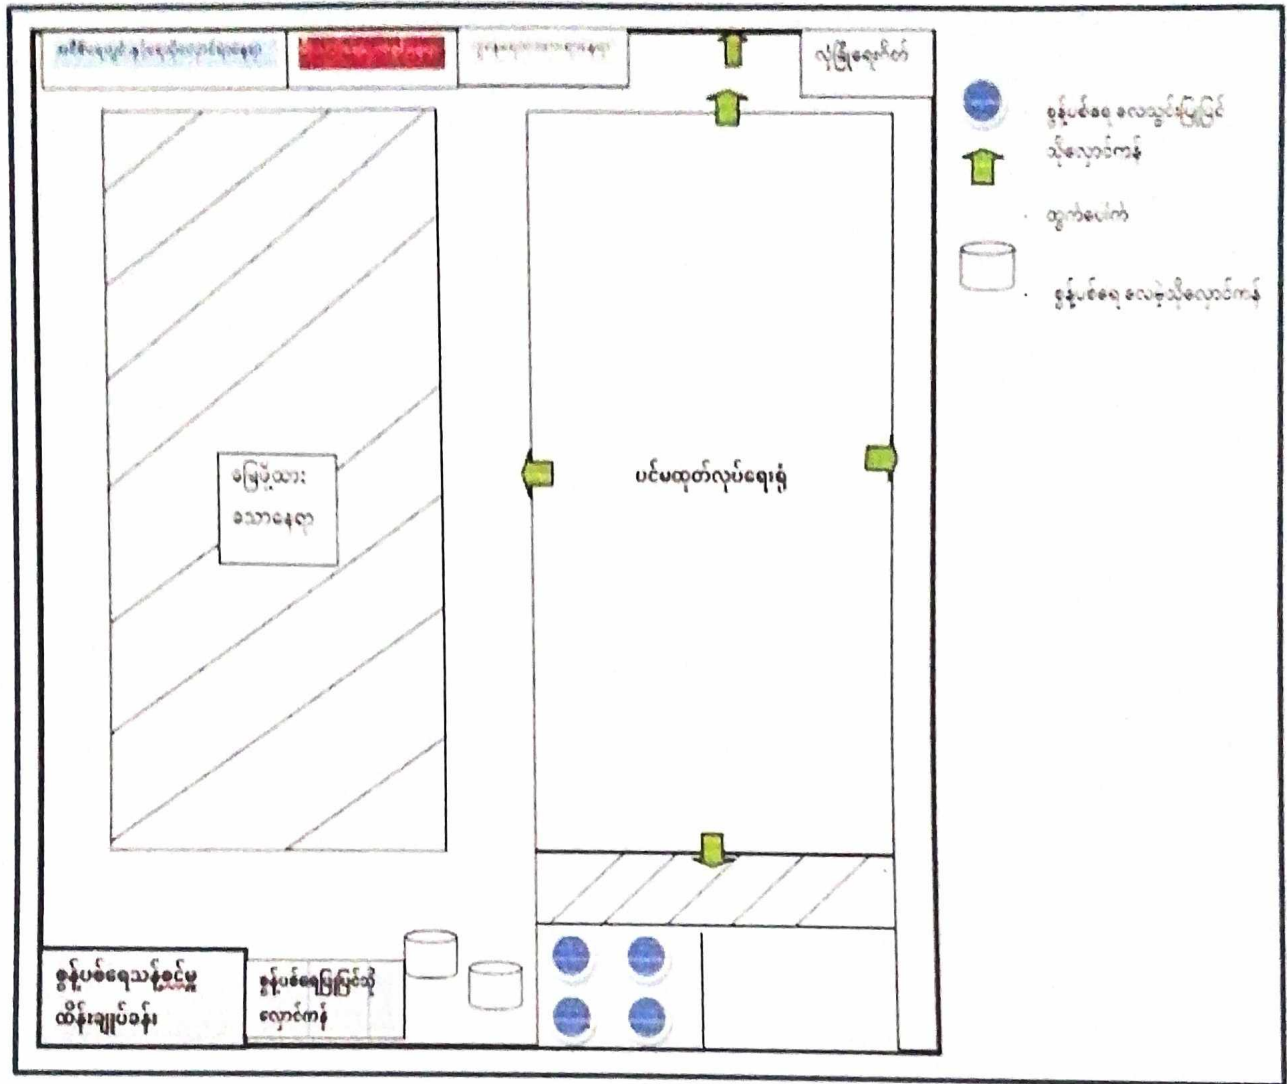 လုံခြုံရေးဂိတ်
စွန့်ပစ်ရေ လေသွင်းပြုပြင်
သိုလှောင်ကန်
ထွက်ပေါက်
စွန့်ပစ်ရေ လေမဲ့သိုလှောင်ကန်
မြေပို့ထား
သောနေရာ
ပင်မထုတ်လုပ်ရေးရုံ
စွန့်ပစ်ရေသန့်စင်မှု
ထိန်းချုပ်ခန်း
စွန့်ပစ်ရေပြုပြင်သို
လှောင်ကန်